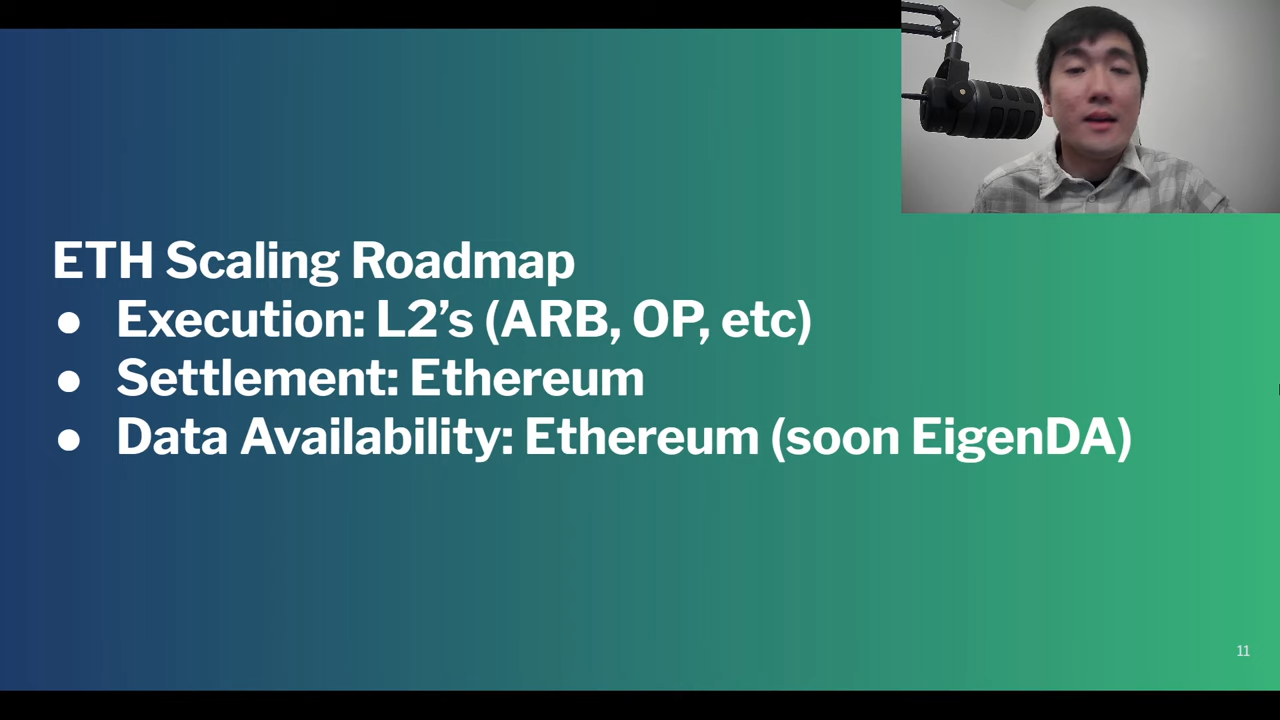 ETH Scaling Roadmap
● Execution: L2’s (ARB, OP, etc)
● Settlement: Ethereum
● Data Availability: Ethereum (soon EigenDA)
11